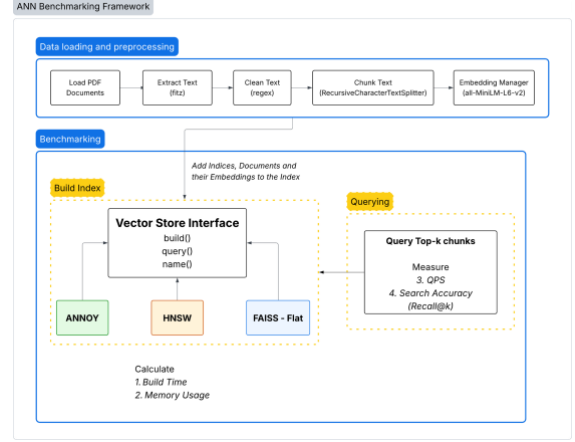 ANN Benchmarking Framework
Data loading and preprocessing
Load PDF
Documents
Extract Text
(fitz)
Clean Text
(regex)
Chunk Text
(RecursiveCharacterTextSplitter)
Embedding Manager
(all-MiniLM-L6-v2)
Benchmarking
Add Indices, Documents and
their Embeddings to the Index
Build Index
Vector Store Interface
build()
query()
name()
ANNOY
HNSW
FAISS - Flat
Querying
Query Top-k chunks
Measure
3. QPS
4. Search Accuracy
(Recall@k)
Calculate
1. Build Time
2. Memory Usage